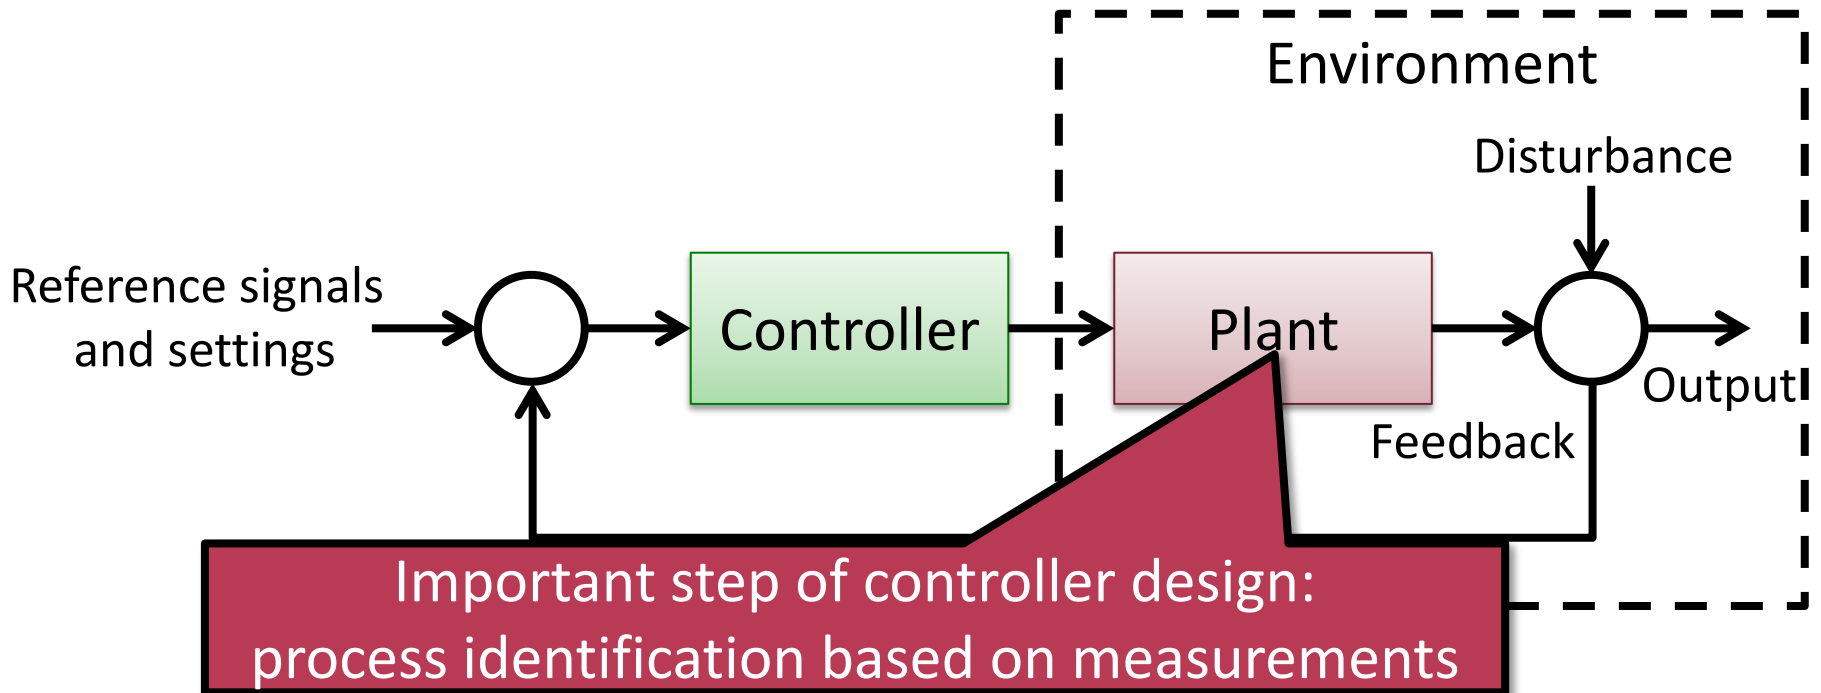 Environment
Disturbance
Reference signals
and settings
Controller
Plant
Output
Feedback
Important step of controller design:
process identification based on measurements